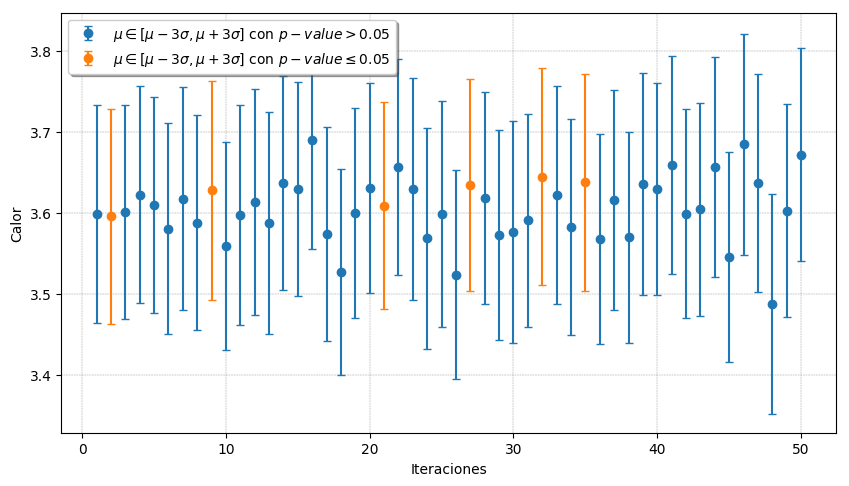 μ ∈ [μ − 3σ, μ + 3σ] con p − value > 0.05
μ ∈ [μ − 3σ, μ + 3σ] con p − value ≤ 0.05
3.8
3.7
3.6
3.5
3.4
Calor
0 10 20 30 40 50
Iteraciones